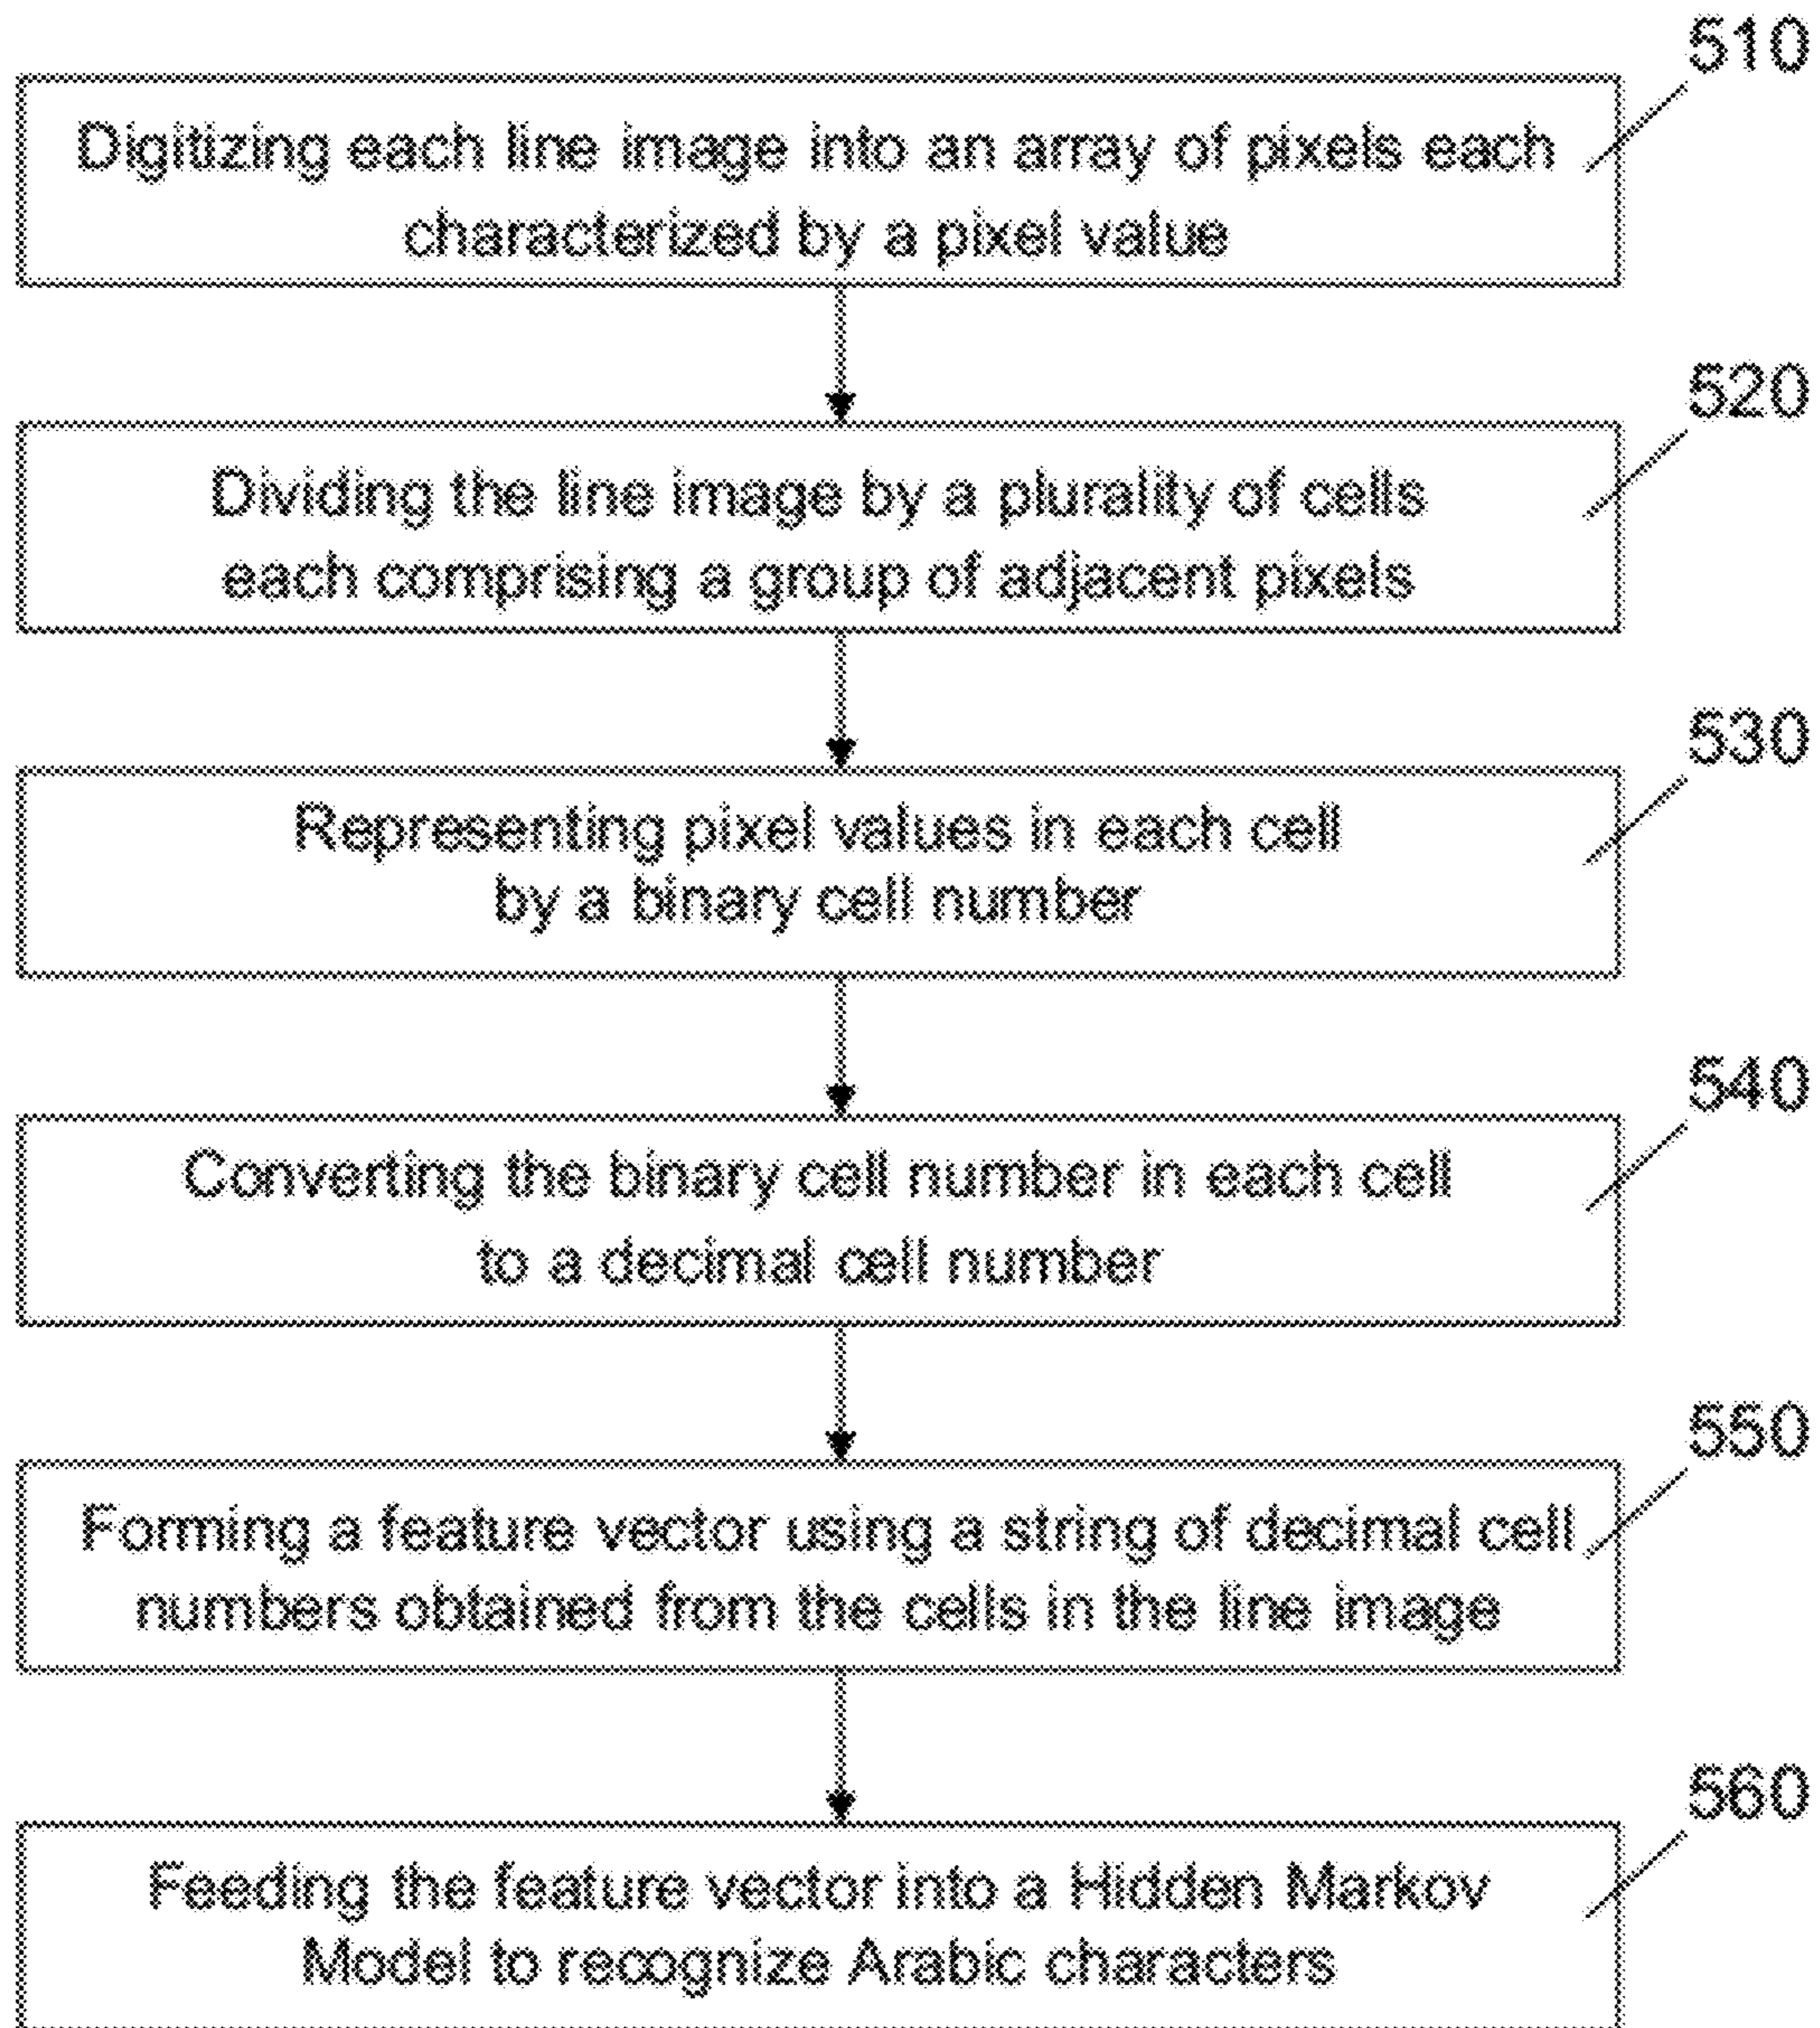 510
Digitizing each line image into an array of pixels each
characterized by a pixel value
520
Dividing the line image by a plurality of cells
each comprising a group of adjacent pixels
530
Representing pixel values in each cell
by a binary cell number
540
Converting the binary cell number in each cell
to a decimal cell number
550
Forming a feature vector using a string of decimal cell
numbers obtained from the cells in the line image
560
Feeding the feature vector into a Hidden Markov
Model to recognize Arabic characters